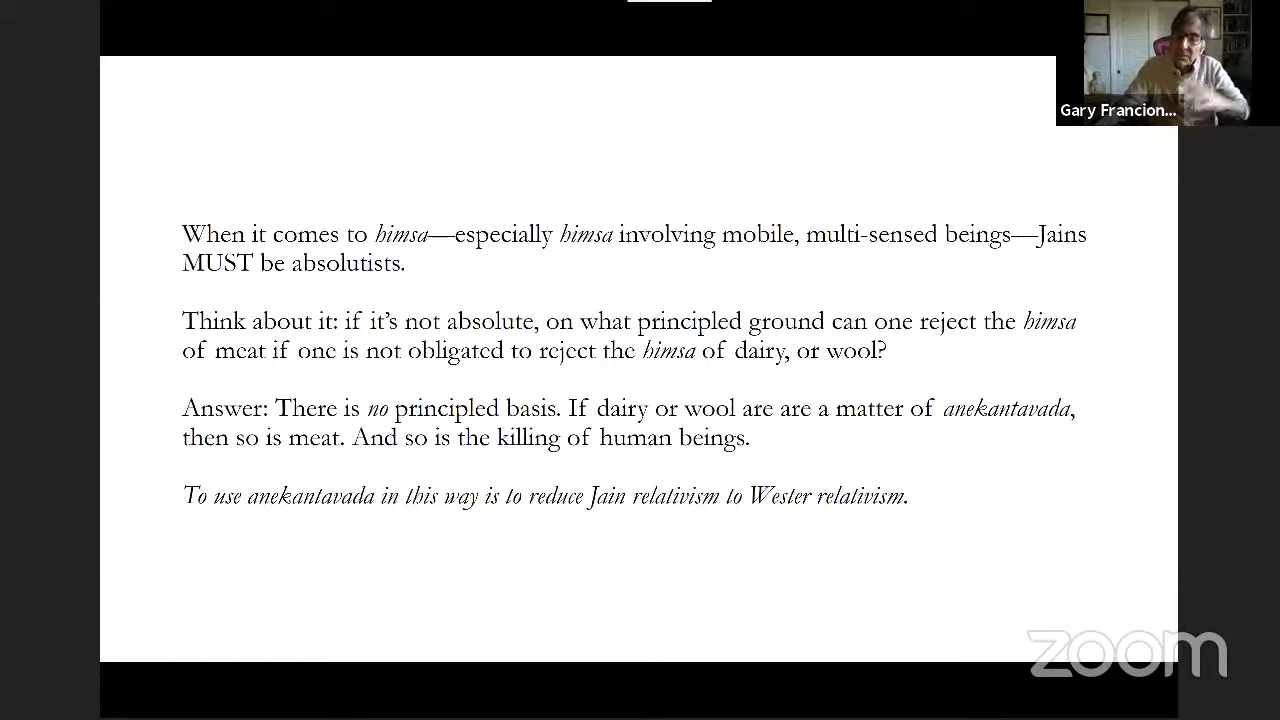 Gary Francion...
When it comes to himsa—especially himsa involving mobile, multi-sensed beings—Jains
MUST be absolutists.
Think about it: if it's not absolute, on what principled ground can one reject the himsa
of meat if one is not obligated to reject the himsa of dairy, or wool?
Answer: There is no principled basis. If dairy or wool are are a matter of anekantavada,
then so is meat. And so is the killing of human beings.
To use anekantavada in this way is to reduce Jain relativism to Wester relativism.
zoom